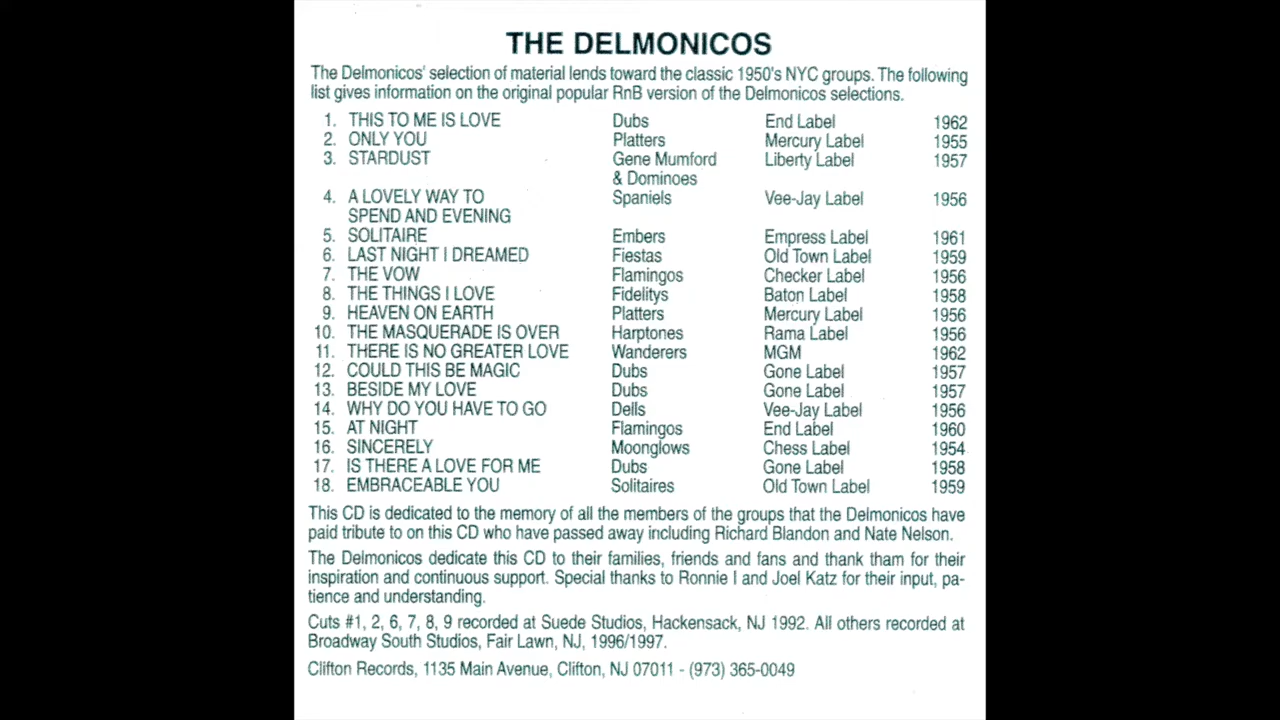 THE DELMONICOS
The Delmonicos' selection of material lends toward the classic 1950's NYC groups. The following
list gives information on the original popular RnB version of the Delmonicos selections.
1. THIS TO ME IS LOVE Dubs End Label 1962
2. ONLY YOU Platters Mercury Label 1955
3. STARDUST Gene Mumford Liberty Label 1957
& Dominoes
4. A LOVELY WAY TO Spaniels Vee-Jay Label 1956
SPEND AND EVENING
5. SOLITAIRE Embers Empress Label 1961
6. LAST NIGHT I DREAMED Fiestas Old Town Label 1959
7. THE VOW Flamingos Checker Label 1956
8. THE THINGS I LOVE Fidelitys Baton Label 1958
9. HEAVEN ON EARTH Platters Mercury Label 1956
10. THE MASQUERADE IS OVER Harptones Rama Label 1956
11. THERE IS NO GREATER LOVE Wanderers MGM 1962
12. COULD THIS BE MAGIC Dubs Gone Label 1957
13. BESIDE MY LOVE Dubs Gone Label 1957
14. WHY DO YOU HAVE TO GO Dells Vee-Jay Label 1956
15. AT NIGHT Flamingos End Label 1960
16. SINCERELY Moonglows Chess Label 1954
17. IS THERE A LOVE FOR ME Dubs Gone Label 1958
18. EMBRACEABLE YOU Solitaires Old Town Label 1959
This CD is dedicated to the memory of all the members of the groups that the Delmonicos have
paid tribute to on this CD who have passed away including Richard Blandon and Nate Nelson.
The Delmonicos dedicate this CD to their families, friends and fans and thank tham for their
inspiration and continuous support. Special thanks to Ronnie I and Joel Katz for their input, pa-
tience and understanding.
Cuts #1, 2, 6, 7, 8, 9 recorded at Suede Studios, Hackensack, NJ 1992. All others recorded at
Broadway South Studios, Fair Lawn, NJ, 1996/1997.
Clifton Records, 1135 Main Avenue, Clifton, NJ 07011 - (973) 365-0049